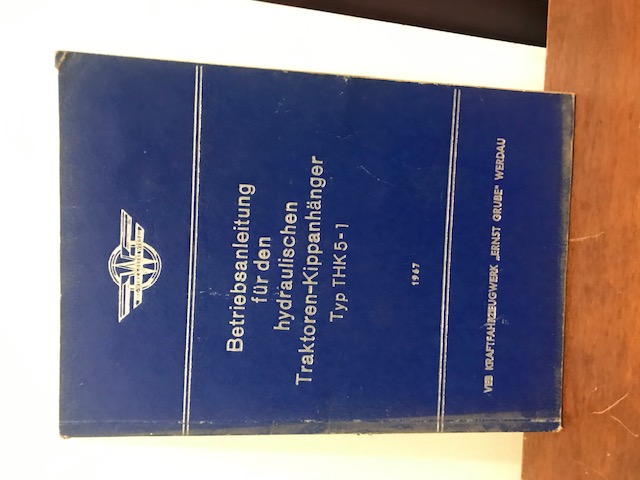 Betriebsanleitung
für den
hydraulischen
Traktoren-Kippanhänger
Typ THK 5-1
1967
VEB KRAFTFAHRZEUGWERK „ERNST GRUBE" WERDAU